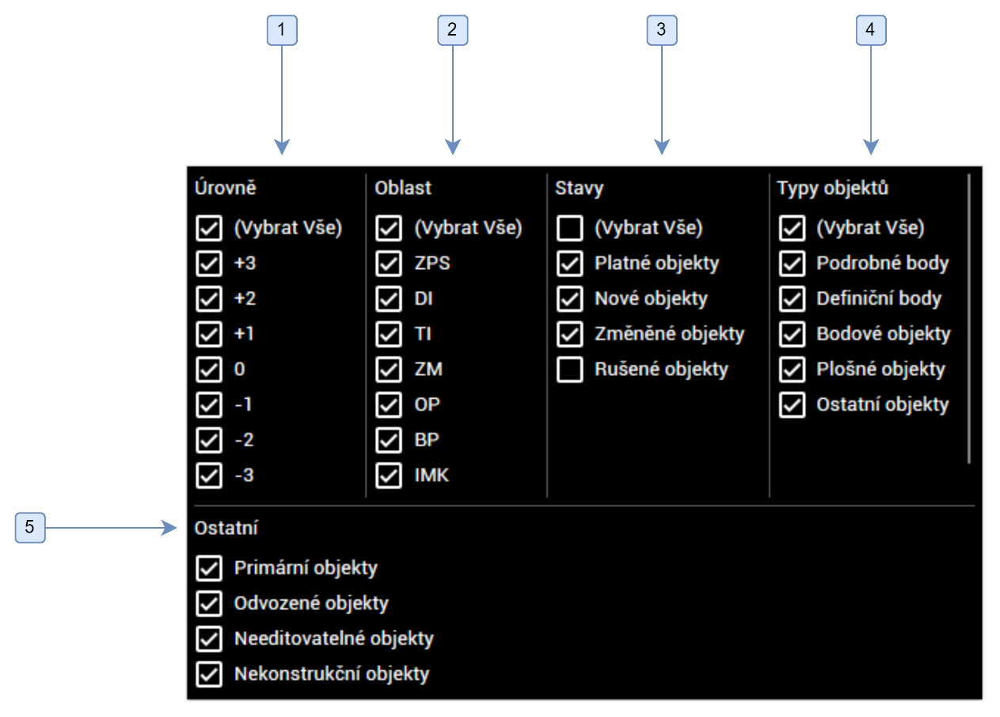 1
2
3
4
Úrovně
(Vybrat Vše)
+3
+2
+1
0
-1
-2
-3
Oblast
(Vybrat Vše)
ZPS
DI
TI
ZM
OP
BP
IMK
Stavy
(Vybrat Vše)
Platné objekty
Nové objekty
Změněné objekty
Rušené objekty
Typy objektů
(Vybrat Vše)
Podrobné body
Definiční body
Bodové objekty
Plošné objekty
Ostatní objekty
5
Ostatní
Primární objekty
Odvozené objekty
Needitovatelné objekty
Nekonstrukční objekty